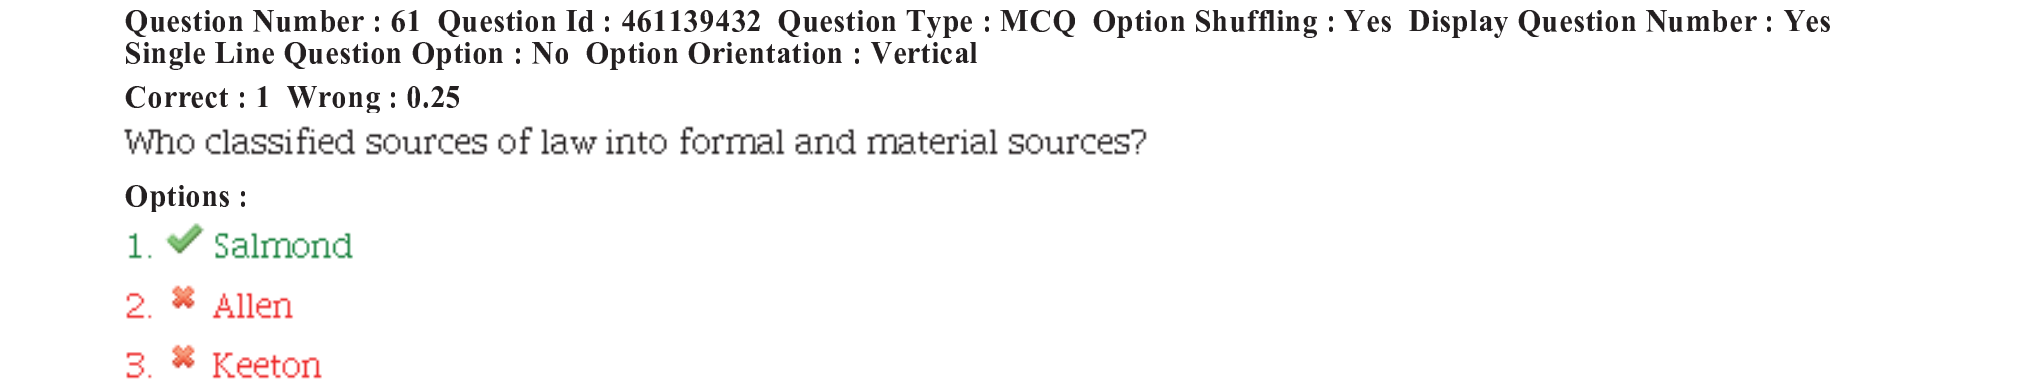 Question Number : 61 Question Id : 461139432 Question Type : MCQ Option Shuffling : Yes Display Question Number : Yes
Single Line Question Option : No Option Orientation : Vertical
Correct : 1 Wrong : 0.25
Who classified sources of law into formal and material sources?
Options :
1. ✔ Salmond
2. ✖ Allen
3. ✖ Keeton